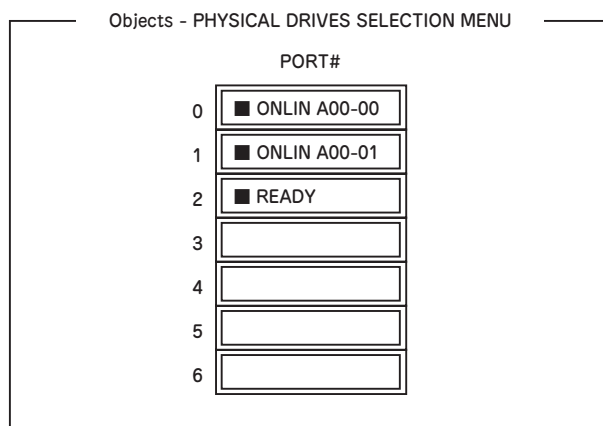 Objects - PHYSICAL DRIVES SELECTION MENU
PORT#
0 ■ ONLIN A00-00
1 ■ ONLIN A00-01
2 ■ READY
3
4
5
6